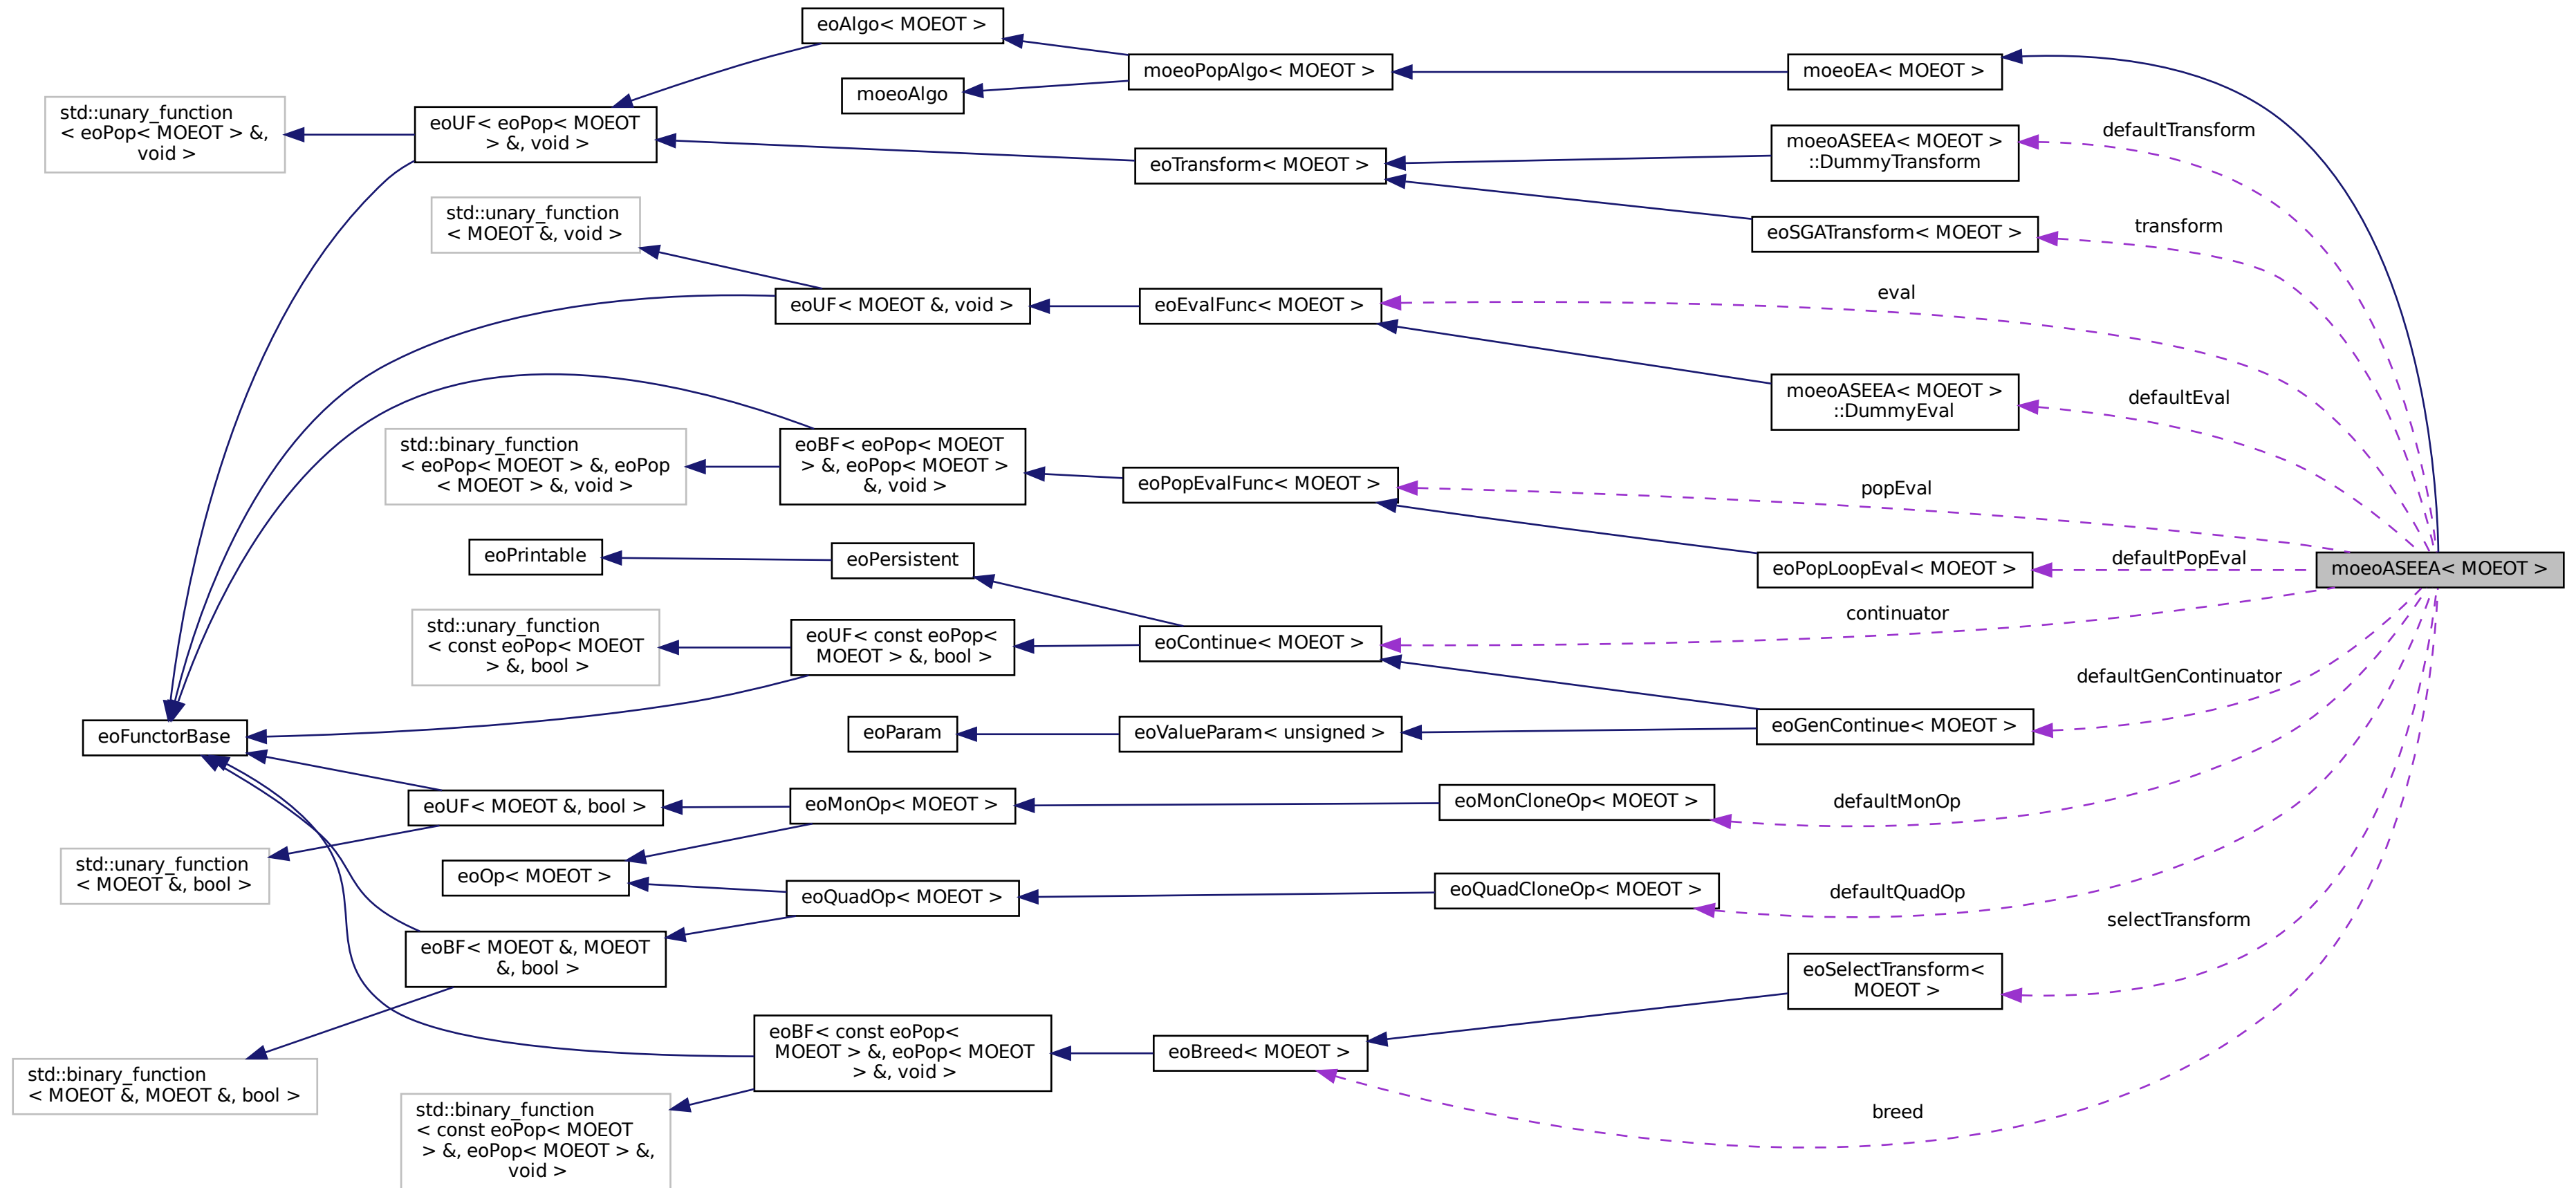 eoAlgo< MOEOT >
moeoPopAlgo< MOEOT >
moeoEA< MOEOT >
moeoAlgo
std::unary_function
< eoPop< MOEOT > &,
void >
eoUF< eoPop< MOEOT
> &, void >
eoTransform< MOEOT >
moeoASEEA< MOEOT >
::DummyTransform
defaultTransform
std::unary_function
< MOEOT &, void >
eoSGATransform< MOEOT >
transform
eoUF< MOEOT &, void >
eoEvalFunc< MOEOT >
eval
moeoASEEA< MOEOT >
::DummyEval
defaultEval
std::binary_function
< eoPop< MOEOT > &, eoPop
< MOEOT > &, void >
eoBF< eoPop< MOEOT
> &, eoPop< MOEOT >
&, void >
eoPopEvalFunc< MOEOT >
popEval
eoPrintable
eoPersistent
eoPopLoopEval< MOEOT >
defaultPopEval
moeoASEEA< MOEOT >
std::unary_function
< const eoPop< MOEOT
> &, bool >
eoUF< const eoPop<
MOEOT > &, bool >
eoContinue< MOEOT >
continuator
defaultGenContinuator
eoFunctorBase
eoParam
eoValueParam< unsigned >
eoGenContinue< MOEOT >
eoUF< MOEOT &, bool >
eoMonOp< MOEOT >
eoMonCloneOp< MOEOT >
defaultMonOp
std::unary_function
< MOEOT &, bool >
eoOp< MOEOT >
eoQuadOp< MOEOT >
eoQuadCloneOp< MOEOT >
defaultQuadOp
selectTransform
eoBF< MOEOT &, MOEOT
&, bool >
eoSelectTransform<
MOEOT >
std::binary_function
< MOEOT &, MOEOT &, bool >
eoBF< const eoPop<
MOEOT > &, eoPop< MOEOT
> &, void >
eoBreed< MOEOT >
breed
std::binary_function
< const eoPop< MOEOT
> &, eoPop< MOEOT > &,
void >